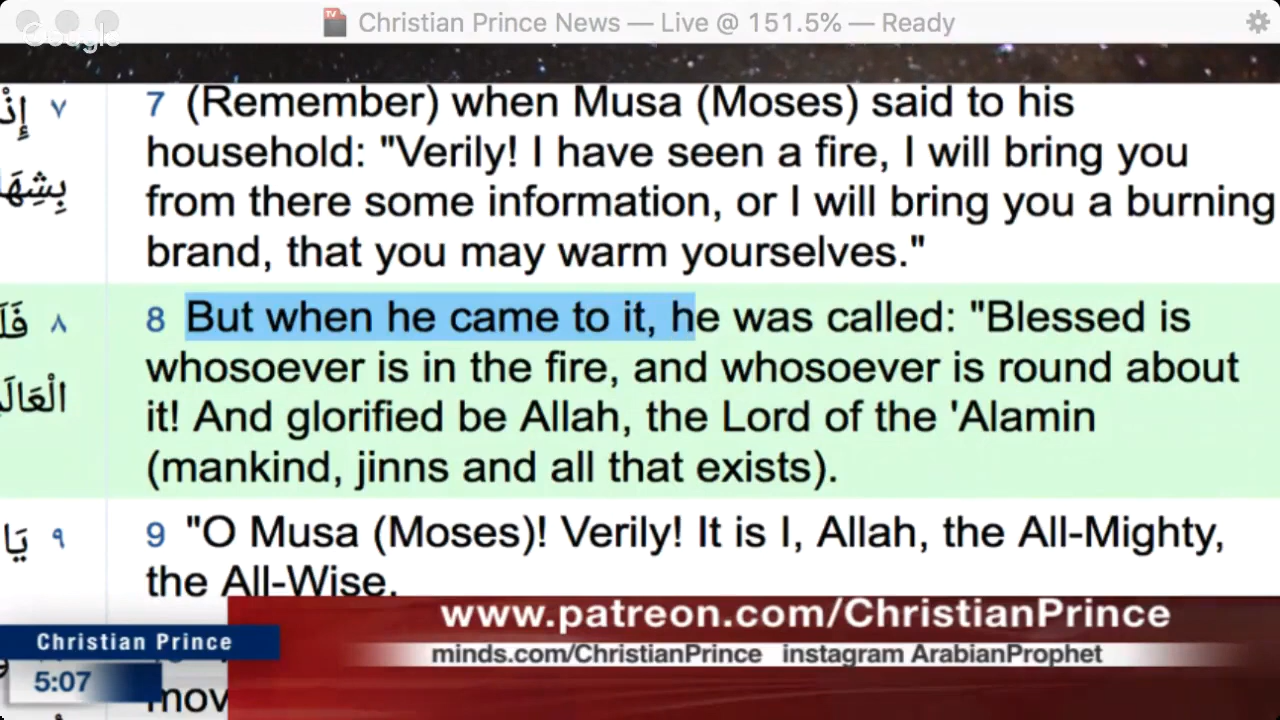 Christian Prince News — Live @ 151.5% — Ready
Google
٧ إِذْ
7 (Remember) when Musa (Moses) said to his
household: "Verily! I have seen a fire, I will bring you
from there some information, or I will bring you a burning
brand, that you may warm yourselves."
٨
8 But when he came to it, he was called: "Blessed is
whosoever is in the fire, and whosoever is round about
it! And glorified be Allah, the Lord of the 'Alamin
(mankind, jinns and all that exists).
٩ يَا
9 "O Musa (Moses)! Verily! It is I, Allah, the All-Mighty,
the All-Wise.
www.patreon.com/ChristianPrince
Christian Prince
minds.com/ChristianPrince instagram ArabianProphet
5:07
mov